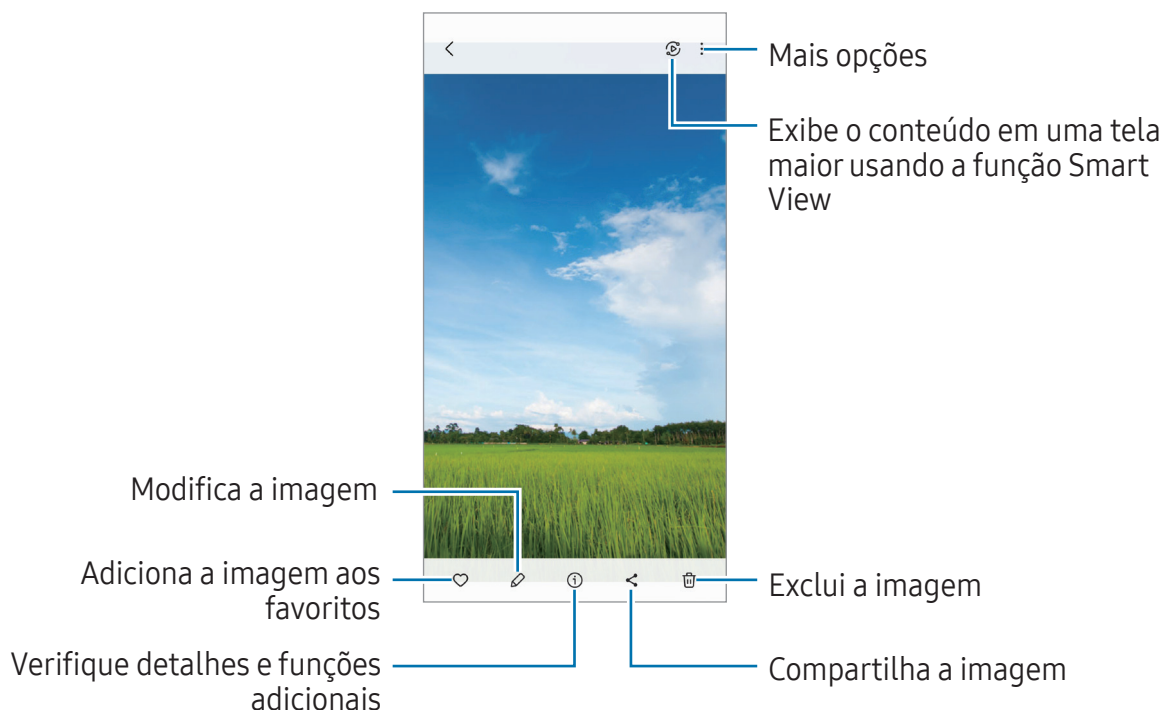 Mais opções
Exibe o conteúdo em uma tela
maior usando a função Smart
View
Modifica a imagem
Adiciona a imagem aos
favoritos
Exclui a imagem
Verifique detalhes e funções
adicionais
Compartilha a imagem